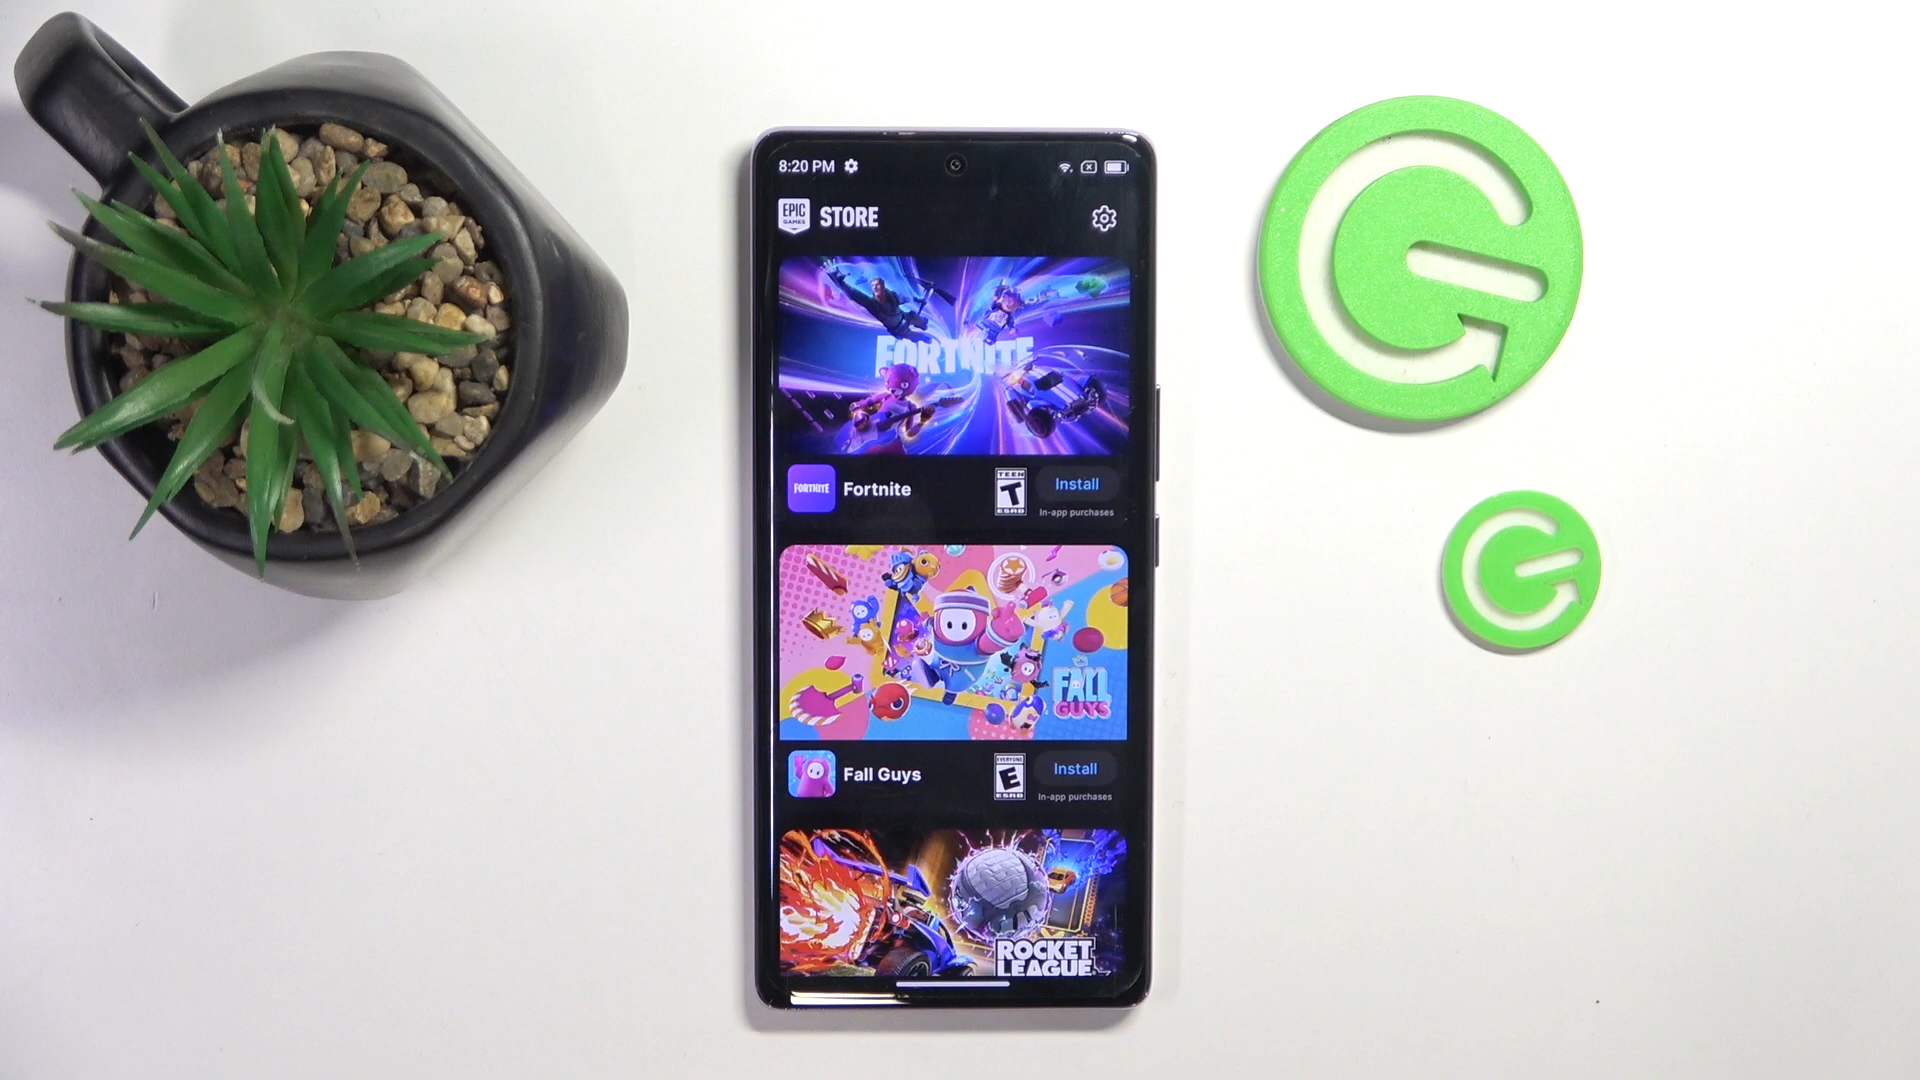 8:20 PM
EPIC GAMES STORE
FORTNITE
FORTNITE Fortnite
TEEN T ESRB
Install
In-app purchases
FALL GUYS
Fall Guys
EVERYONE E ESRB
Install
In-app purchases
ROCKET
LEAGUE